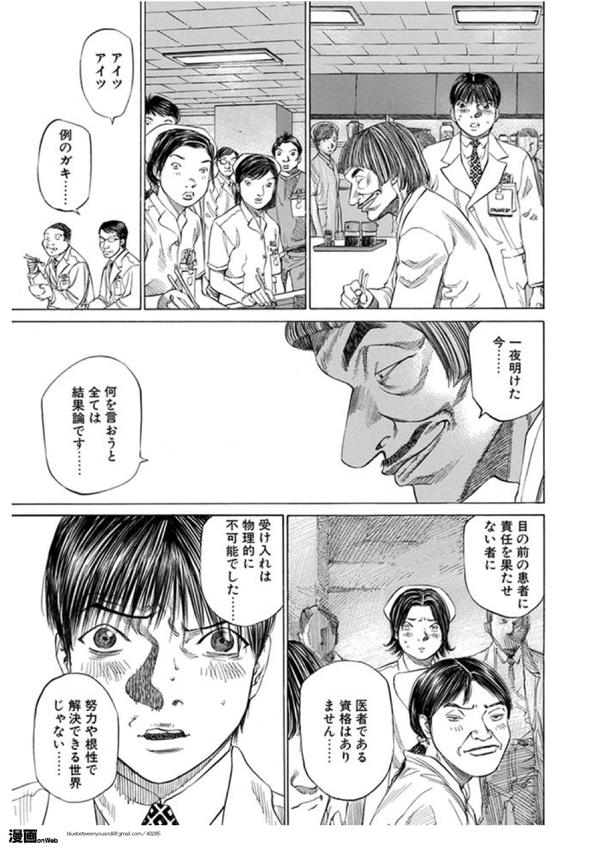 アイツ
アイツ
例のガキ……
一夜明けた
今……
何を言おうと
全ては
結果論です……
目の前の患者に
責任を果たせ
ない者に
医者である
資格はあり
ません……
受け入れは
物理的に
不可能でした……
努力や根性で
解決できる世界
じゃない……
漫画onWeb
bluebetweenyouandi@gmail.com/40285